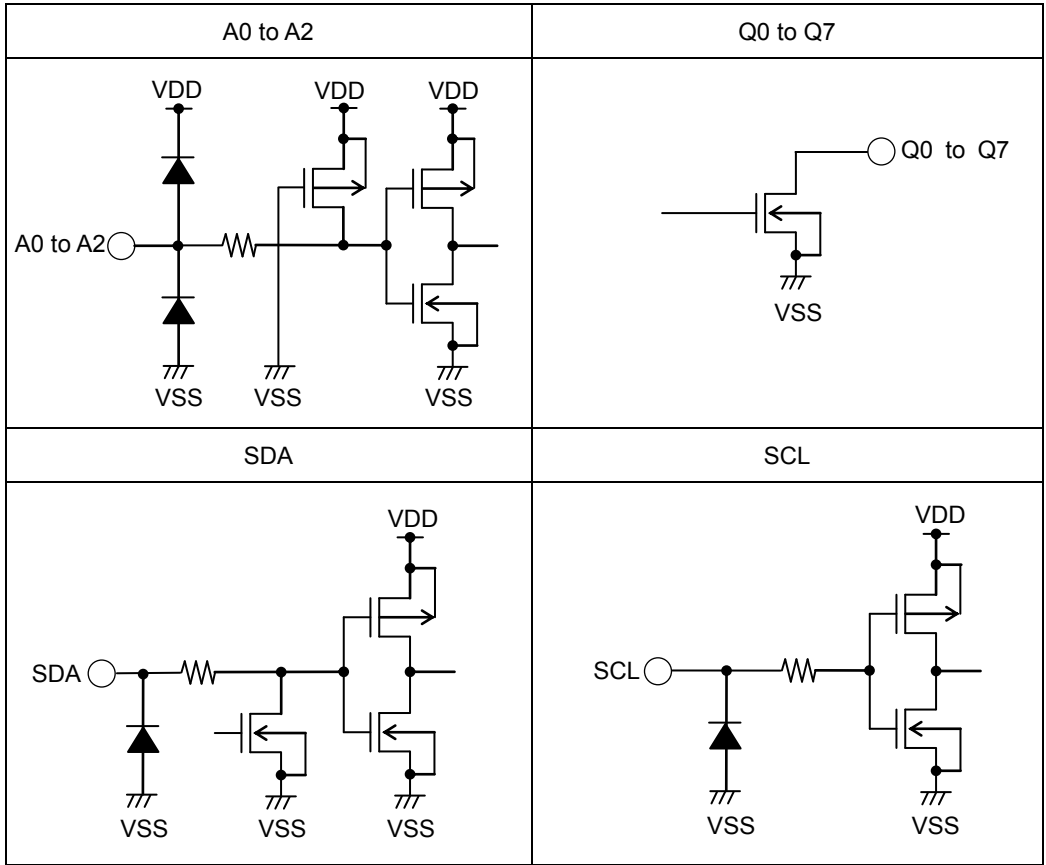 A0 to A2
Q0 to Q7
VDD VDD VDD
A0 to A2
VSS VSS VSS
Q0 to Q7
VSS
SDA
SCL
VDD
SDA
VSS VSS VSS
VDD
SCL
VSS VSS